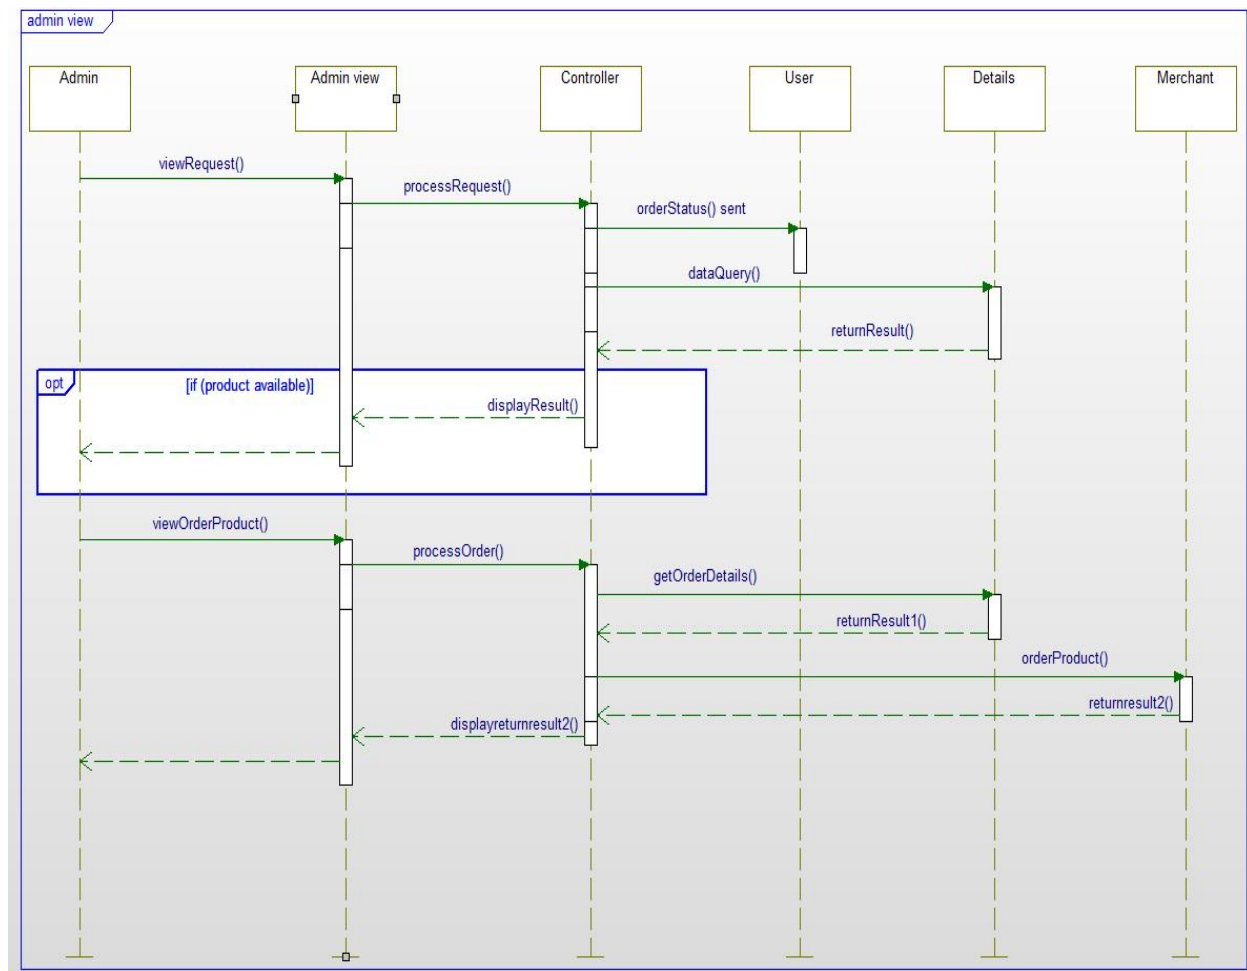 admin view
Admin
Admin view
Controller
User
Details
Merchant
viewRequest()
processRequest()
orderStatus() sent
dataQuery()
returnResult()
opt
[if (product available)]
displayResult()
viewOrderProduct()
processOrder()
getOrderDetails()
returnResult1()
orderProduct()
returnresult2()
displayreturnresult2()